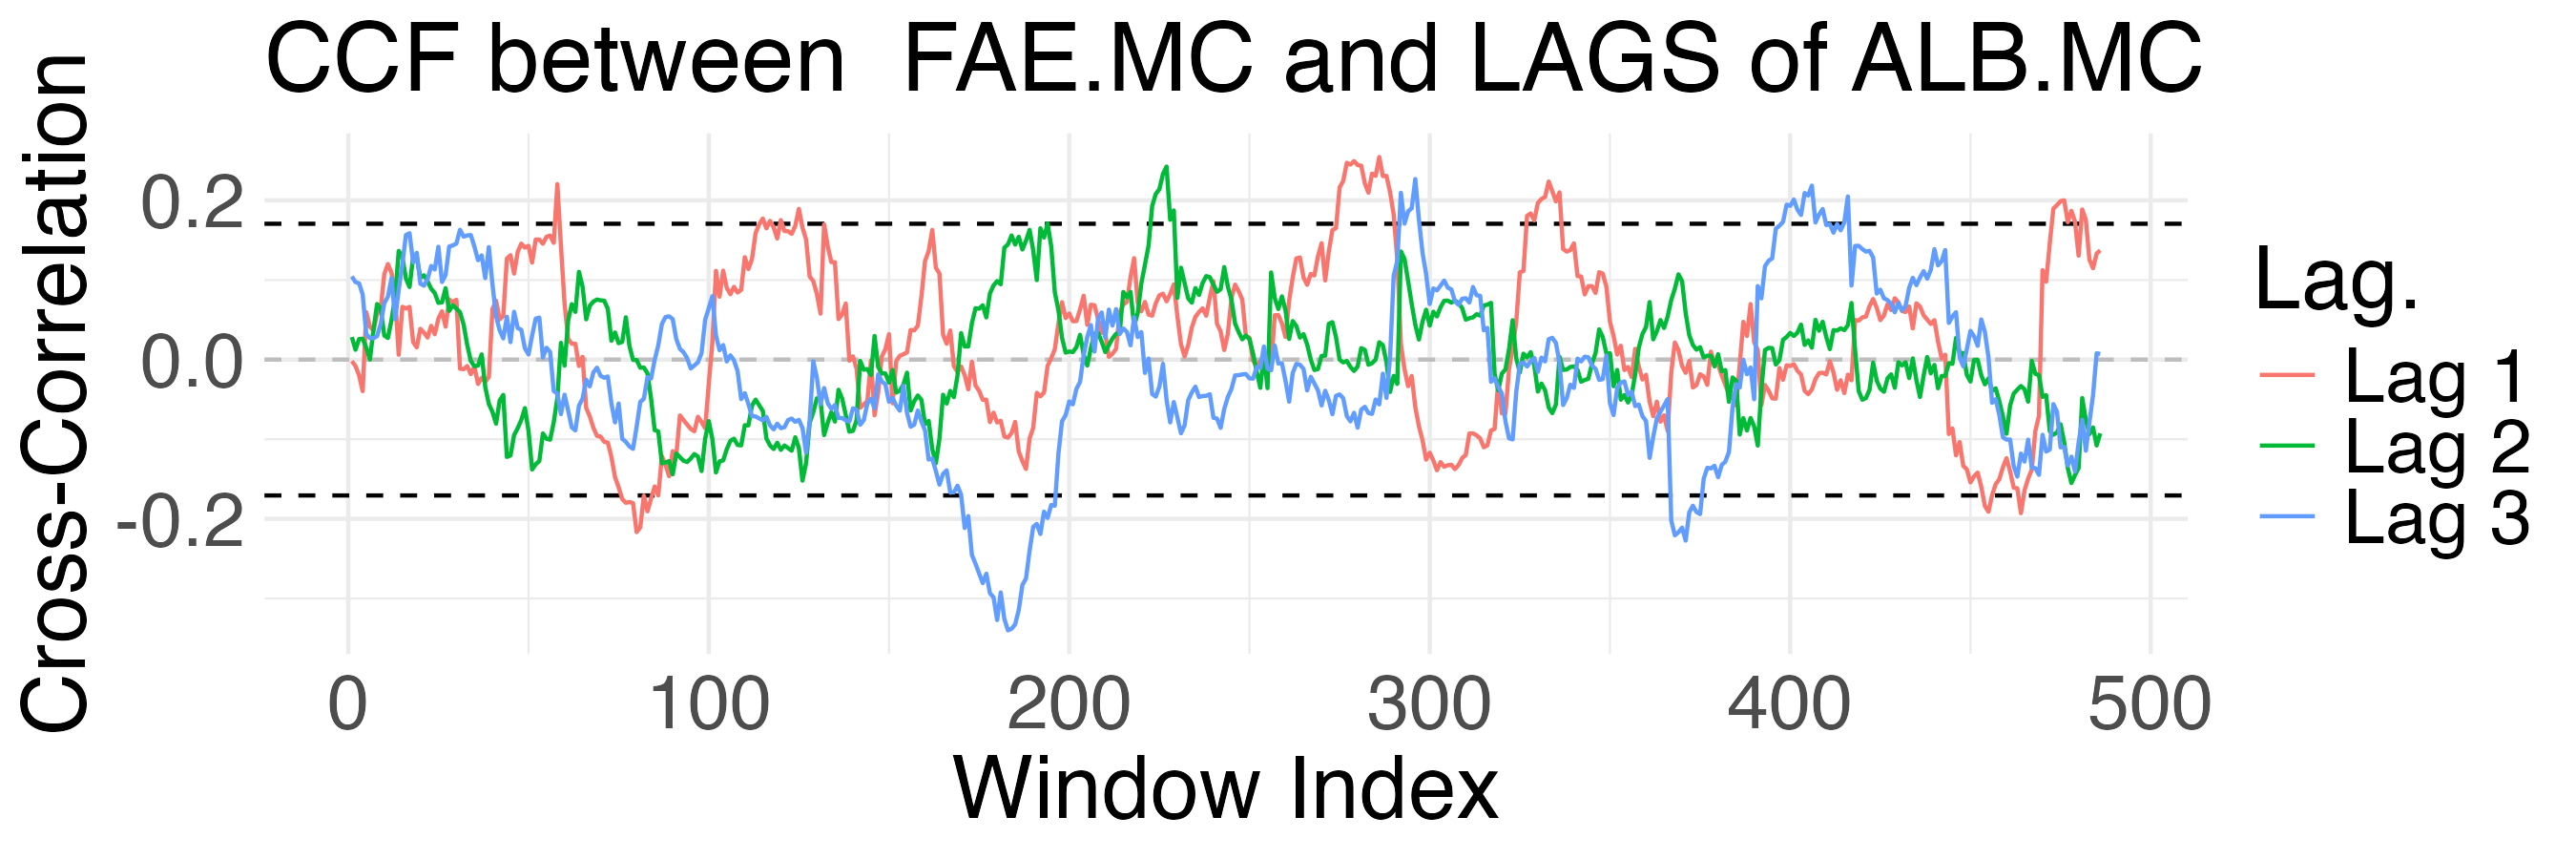 CCF between  FAE.MC and LAGS of ALB.MC
Cross-Correlation
0.2
0.0
-0.2
0 100 200 300 400 500
Window Index
Lag.
Lag 1
Lag 2
Lag 3